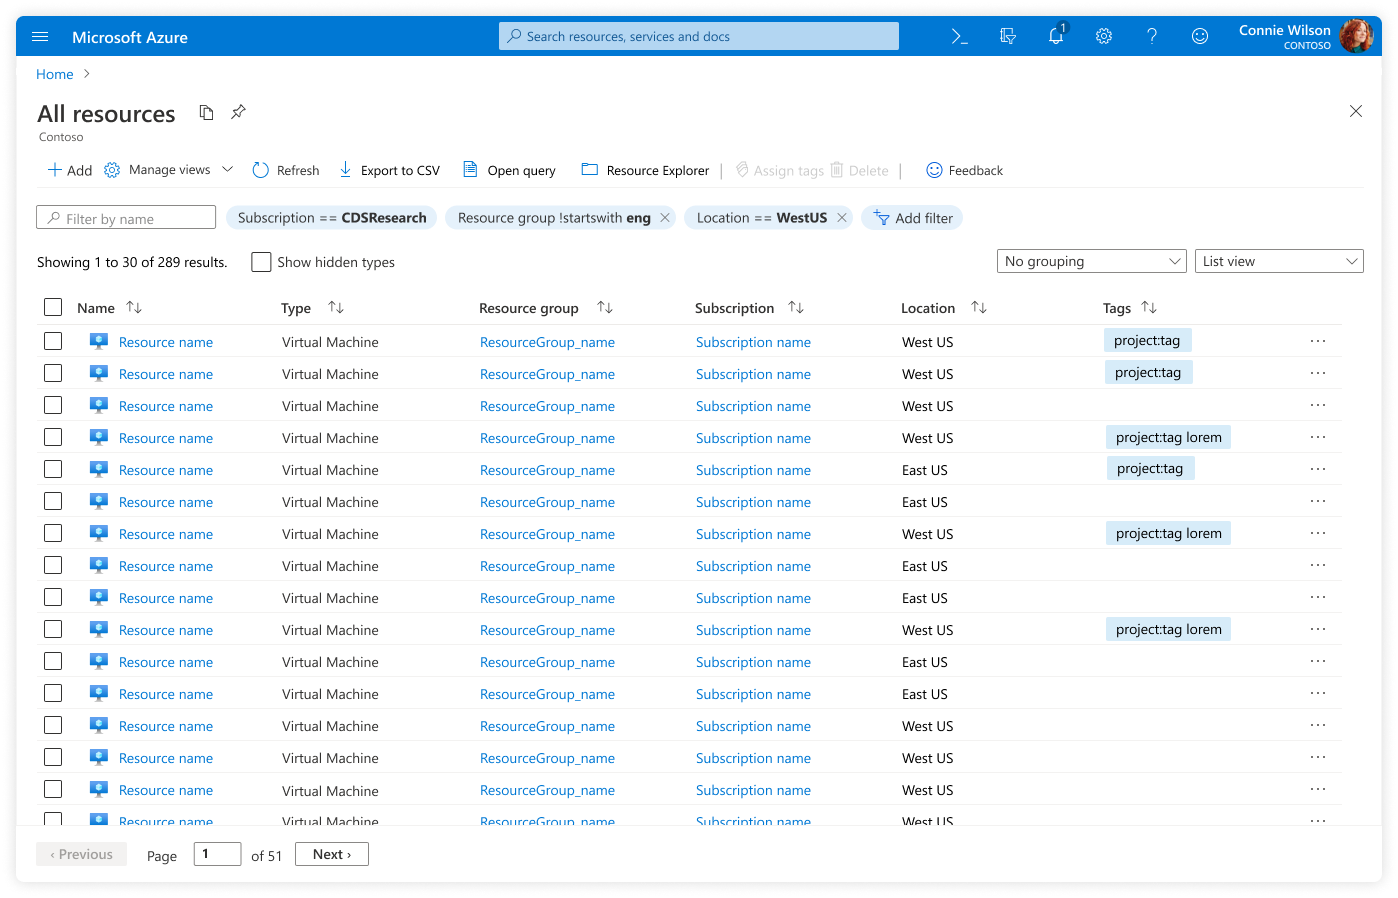 Microsoft Azure Search resources, services and docs 1 Connie Wilson
CONTOSO
Home
All resources
Contoso
Add Manage views Refresh Export to CSV Open query Resource Explorer Assign tags Delete Feedback
Filter by name Subscription == CDSResearch Resource group !startswith eng Location == WestUS Add filter
Showing 1 to 30 of 289 results. Show hidden types No grouping List view
Name Type Resource group Subscription Location Tags
Resource name Virtual Machine ResourceGroup_name Subscription name West US project:tag
Resource name Virtual Machine ResourceGroup_name Subscription name West US project:tag
Resource name Virtual Machine ResourceGroup_name Subscription name West US
Resource name Virtual Machine ResourceGroup_name Subscription name West US project:tag lorem
Resource name Virtual Machine ResourceGroup_name Subscription name East US project:tag
Resource name Virtual Machine ResourceGroup_name Subscription name East US
Resource name Virtual Machine ResourceGroup_name Subscription name West US project:tag lorem
Resource name Virtual Machine ResourceGroup_name Subscription name East US
Resource name Virtual Machine ResourceGroup_name Subscription name East US
Resource name Virtual Machine ResourceGroup_name Subscription name West US project:tag lorem
Resource name Virtual Machine ResourceGroup_name Subscription name East US
Resource name Virtual Machine ResourceGroup_name Subscription name East US
Resource name Virtual Machine ResourceGroup_name Subscription name West US
Resource name Virtual Machine ResourceGroup_name Subscription name West US
Resource name Virtual Machine ResourceGroup_name Subscription name West US
Resource name Virtual Machine ResourceGroup_name Subscription name West US
‹ Previous Page 1 of 51 Next ›